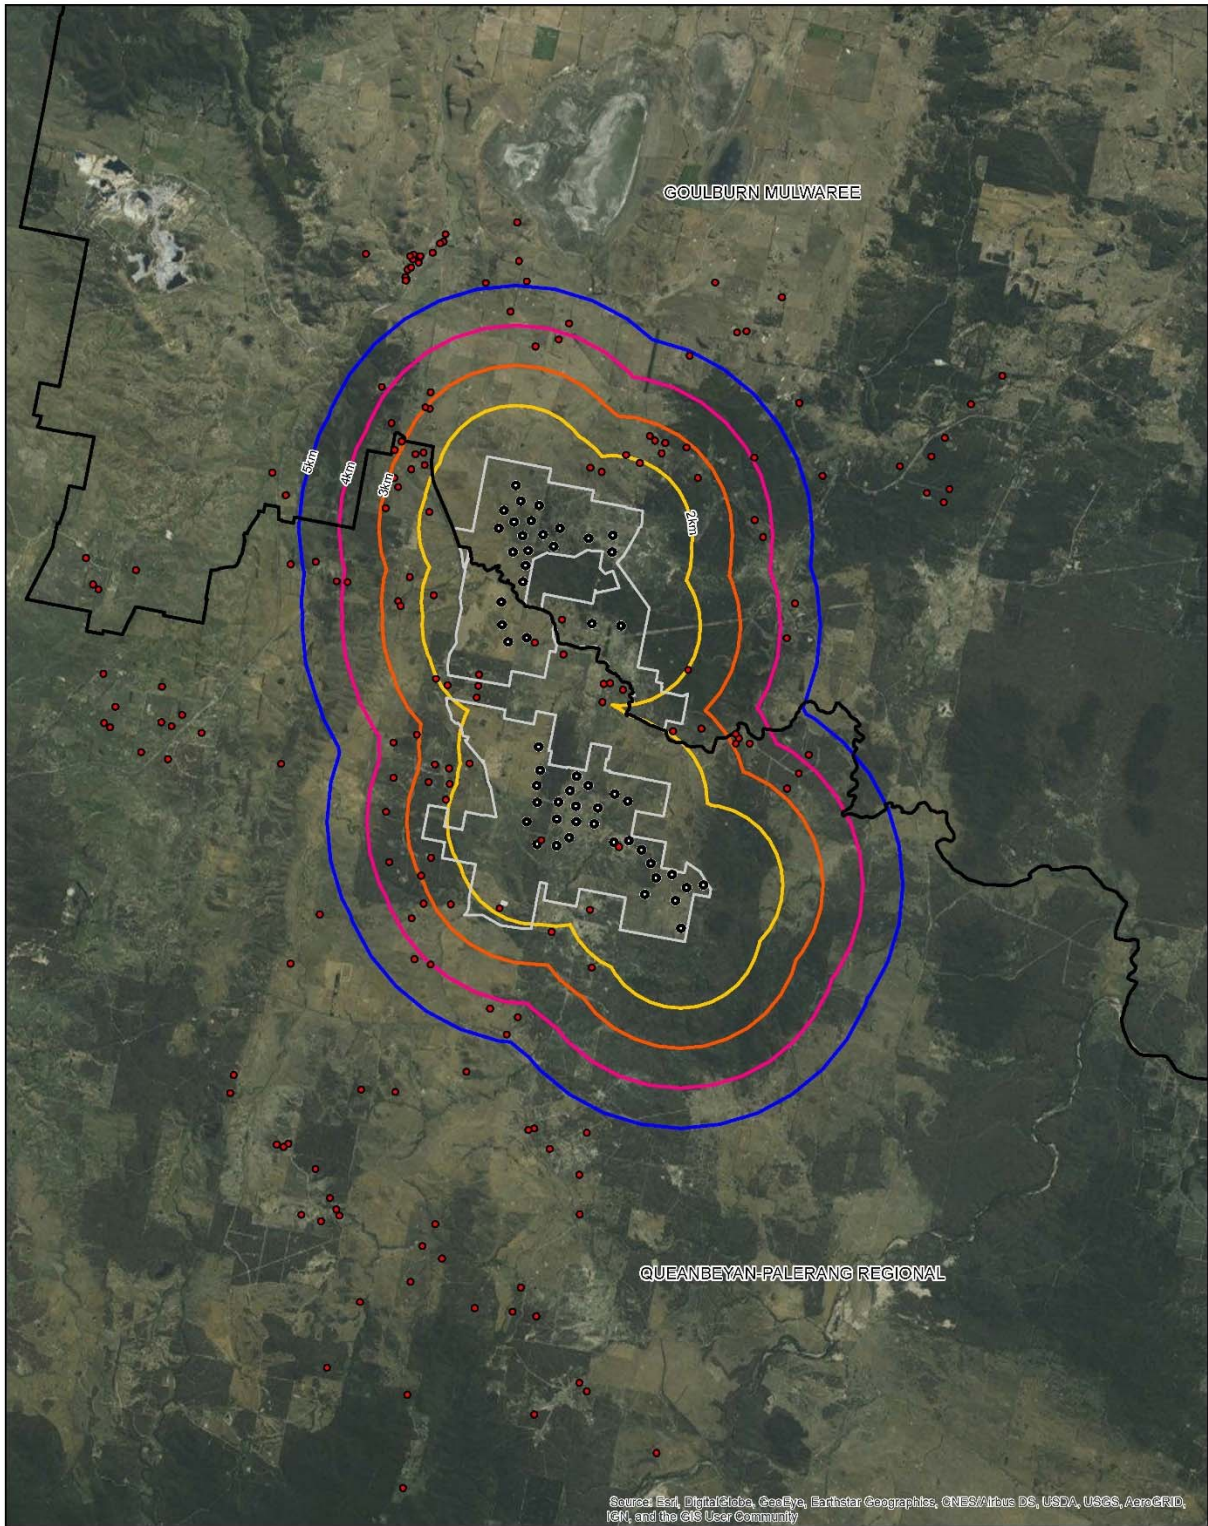 GOULBURN MULWAREE
5km
4km
3km
2km
QUEANBEYAN-PALERANG REGIONAL
Source: Esri, DigitalGlobe, GeoEye, Earthstar Geographics, CNES/Airbus DS, USDA, USGS, AeroGRID,
IGN, and the GIS User Community